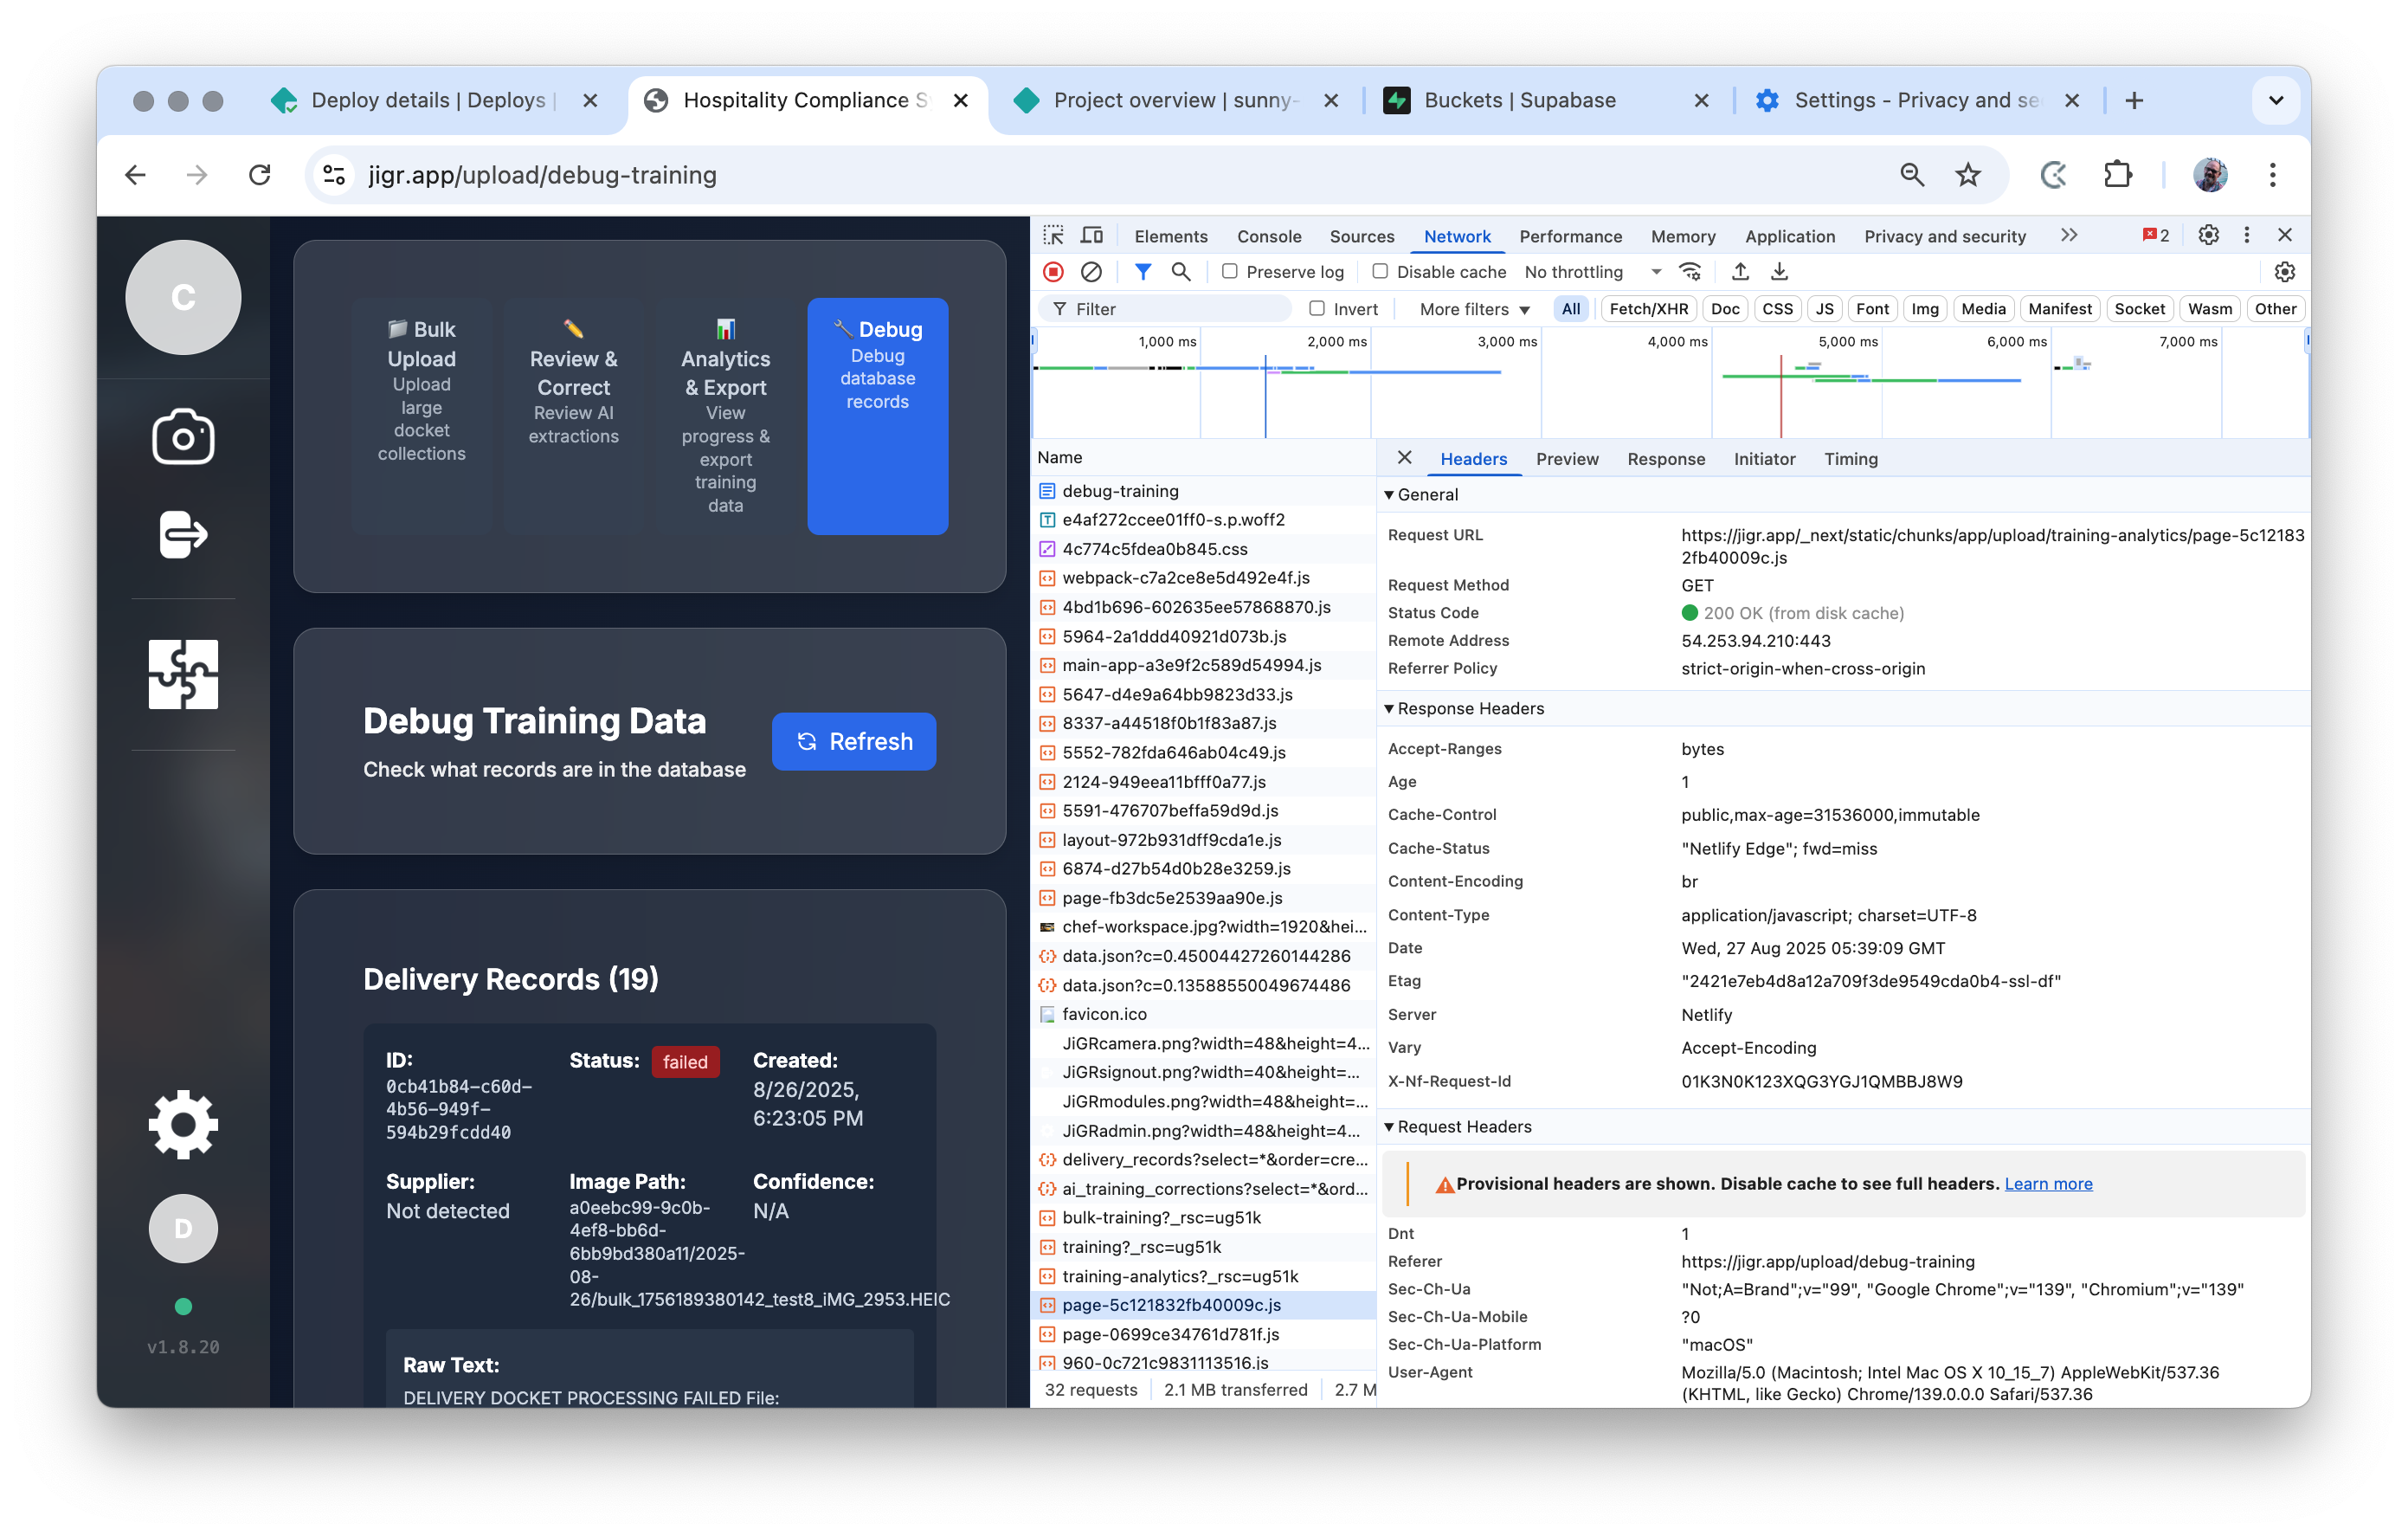 Deploy details | Deploys |
Hospitality Compliance S
Project overview | sunny-
Buckets | Supabase
Settings - Privacy and se
jigr.app/upload/debug-training
C
D
v1.8.20
📁 Bulk
Upload
Upload
large
docket
collections
✏️
Review &
Correct
Review AI
extractions
📊
Analytics
& Export
View
progress &
export
training
data
🔧 Debug
Debug
database
records
Debug Training Data
Check what records are in the database
Refresh
Delivery Records (19)
ID:
0cb41b84-c60d-
4b56-949f-
594b29fcdd40
Status: failed
Created:
8/26/2025,
6:23:05 PM
Supplier:
Not detected
Image Path:
a0eebc99-9c0b-
4ef8-bb6d-
6bb9bd380a11/2025-
08-
26/bulk_1756189380142_test8_iMG_2953.HEIC
Confidence:
N/A
Raw Text:
DELIVERY DOCKET PROCESSING FAILED File:
Elements Console Sources Network Performance Memory Application Privacy and security 2
Preserve log Disable cache No throttling
Filter Invert More filters All Fetch/XHR Doc CSS JS Font Img Media Manifest Socket Wasm Other
1,000 ms 2,000 ms 3,000 ms 4,000 ms 5,000 ms 6,000 ms 7,000 ms
Name
debug-training
e4af272ccee01ff0-s.p.woff2
4c774c5fdea0b845.css
webpack-c7a2ce8e5d492e4f.js
4bd1b696-602635ee57868870.js
5964-2a1ddd40921d073b.js
main-app-a3e9f2c589d54994.js
5647-d4e9a64bb9823d33.js
8337-a44518f0b1f83a87.js
5552-782fda646ab04c49.js
2124-949eea11bfff0a77.js
5591-476707beffa59d9d.js
layout-972b931dff9cda1e.js
6874-d27b54d0b28e3259.js
page-fb3dc5e2539aa90e.js
chef-workspace.jpg?width=1920&hei...
data.json?c=0.45004427260144286
data.json?c=0.13588550049674486
favicon.ico
JiGRcamera.png?width=48&height=4...
JiGRsignout.png?width=40&height=...
JiGRmodules.png?width=48&height=...
JiGRadmin.png?width=48&height=4...
delivery_records?select=*&order=cre...
ai_training_corrections?select=*&ord...
bulk-training?_rsc=ug51k
training?_rsc=ug51k
training-analytics?_rsc=ug51k
page-5c121832fb40009c.js
page-0699ce34761d781f.js
960-0c721c9831113516.js
32 requests 2.1 MB transferred 2.7 M
Headers Preview Response Initiator Timing
General
Request URL https://jigr.app/_next/static/chunks/app/upload/training-analytics/page-5c12183
2fb40009c.js
Request Method GET
Status Code 200 OK (from disk cache)
Remote Address 54.253.94.210:443
Referrer Policy strict-origin-when-cross-origin
Response Headers
Accept-Ranges bytes
Age 1
Cache-Control public,max-age=31536000,immutable
Cache-Status "Netlify Edge"; fwd=miss
Content-Encoding br
Content-Type application/javascript; charset=UTF-8
Date Wed, 27 Aug 2025 05:39:09 GMT
Etag "2421e7eb4d8a12a709f3de9549cda0b4-ssl-df"
Server Netlify
Vary Accept-Encoding
X-Nf-Request-Id 01K3N0K123XQG3YGJ1QMBBJ8W9
Request Headers
Provisional headers are shown. Disable cache to see full headers. Learn more
Dnt 1
Referer https://jigr.app/upload/debug-training
Sec-Ch-Ua "Not;A=Brand";v="99", "Google Chrome";v="139", "Chromium";v="139"
Sec-Ch-Ua-Mobile ?0
Sec-Ch-Ua-Platform "macOS"
User-Agent Mozilla/5.0 (Macintosh; Intel Mac OS X 10_15_7) AppleWebKit/537.36
(KHTML, like Gecko) Chrome/139.0.0.0 Safari/537.36